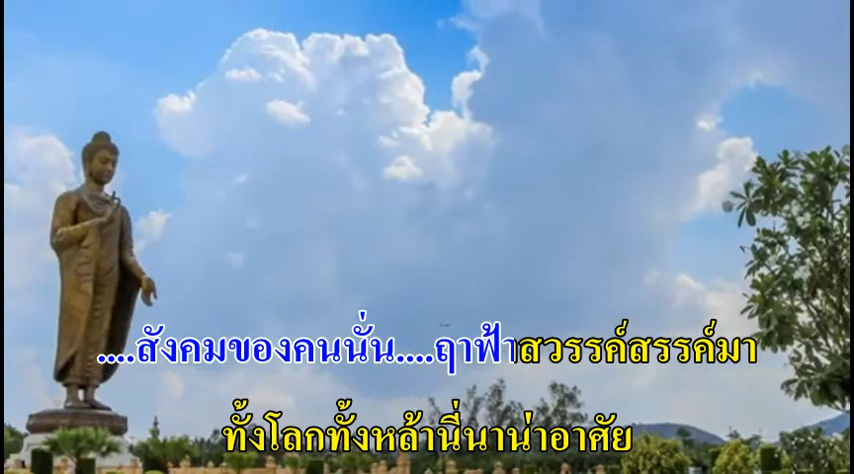 ....สังคมของคนนั่น....ฤาฟ้าสวรรค์สรรค์มา
ทั้งโลกทั้งหล้านี่นาน่าอาศัย